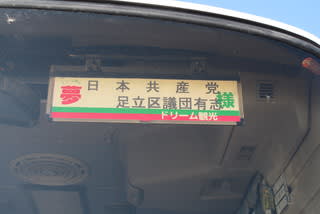 夢 日本共産党
足立区議団有志 様
ドリーム観光